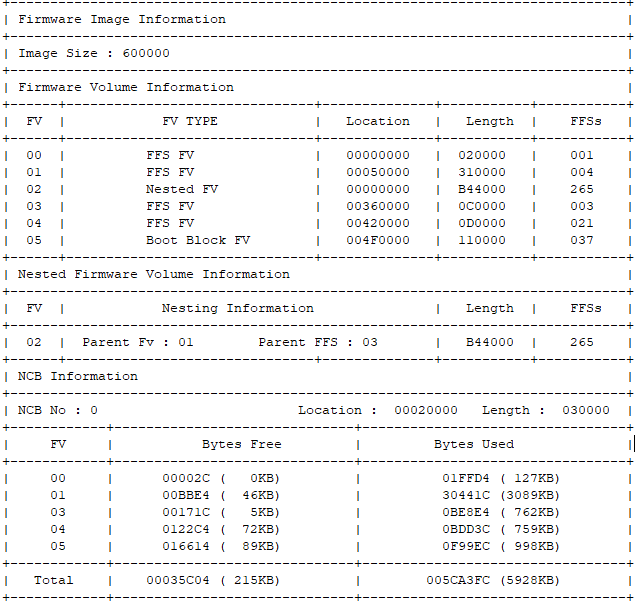 Firmware Image Information
Image Size : 600000
Firmware Volume Information
FV | FV TYPE | Location | Length | FFSs
00 | FFS FV | 00000000 | 020000 | 001
01 | FFS FV | 00050000 | 310000 | 004
02 | Nested FV | 00000000 | B44000 | 265
03 | FFS FV | 00360000 | 0C0000 | 003
04 | FFS FV | 00420000 | 0D0000 | 021
05 | Boot Block FV | 004F0000 | 110000 | 037
Nested Firmware Volume Information
FV | Nesting Information | Length | FFSs
02 | Parent Fv : 01 Parent FFS : 03 | B44000 | 265
NCB Information
NCB No : 0 Location : 00020000 Length : 030000
FV | Bytes Free | Bytes Used
00 | 00002C ( 0KB) | 01FFD4 ( 127KB)
01 | 00BBE4 ( 46KB) | 30441C (3089KB)
03 | 00171C ( 5KB) | 0BE8E4 ( 762KB)
04 | 0122C4 ( 72KB) | 0BDD3C ( 759KB)
05 | 016614 ( 89KB) | 0F99EC ( 998KB)
Total | 00035C04 ( 215KB) | 005CA3FC (5928KB)